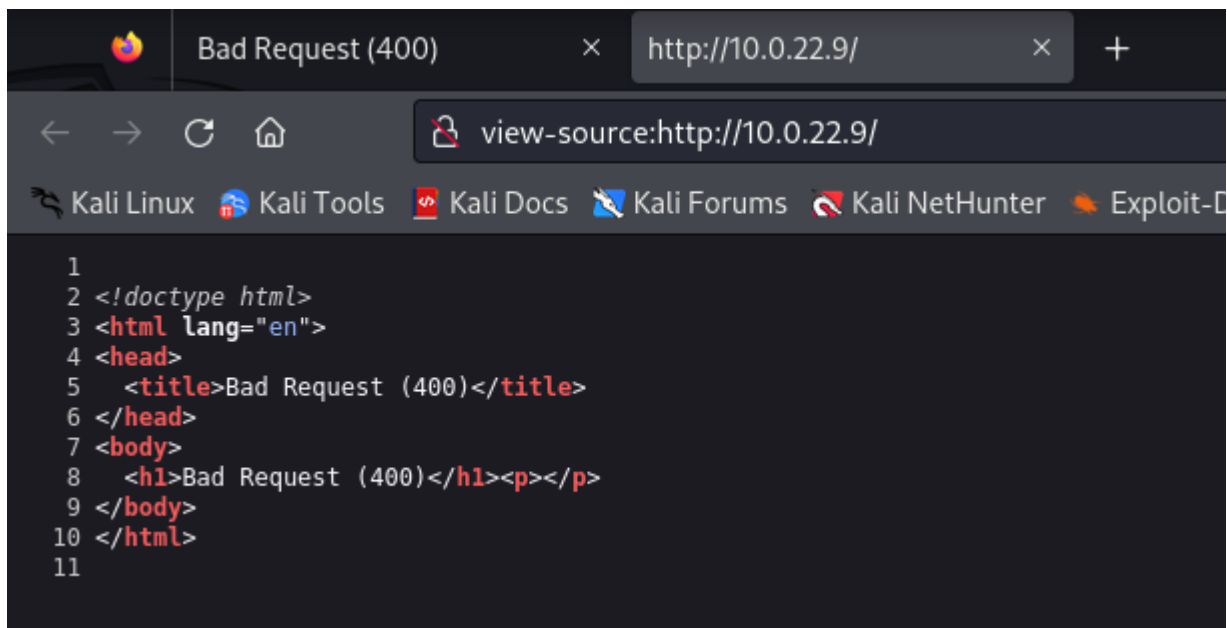 Bad Request (400)
http://10.0.22.9/
view-source:http://10.0.22.9/
Kali Linux Kali Tools Kali Docs Kali Forums Kali NetHunter Exploit-D
1
2 <!doctype html>
3 <html lang="en">
4 <head>
5   <title>Bad Request (400)</title>
6 </head>
7 <body>
8   <h1>Bad Request (400)</h1><p></p>
9 </body>
10 </html>
11